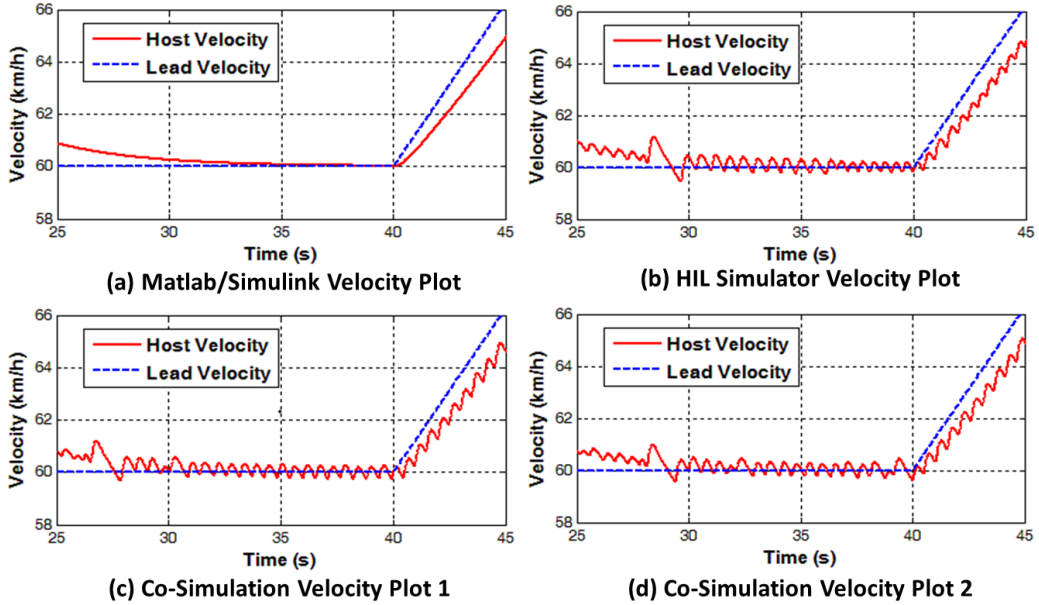 66
64
62
60
58
Velocity (km/h)
Host Velocity
Lead Velocity
25
30
35
40
45
Time (s)
(a) Matlab/Simulink Velocity Plot
66
64
62
60
58
Velocity (km/h)
Host Velocity
Lead Velocity
25
30
35
40
45
Time (s)
(b) HIL Simulator Velocity Plot
66
64
62
60
58
Velocity (km/h)
Host Velocity
Lead Velocity
25
30
35
40
45
Time (s)
(c) Co-Simulation Velocity Plot 1
66
64
62
60
58
Velocity (km/h)
Host Velocity
Lead Velocity
25
30
35
40
45
Time (s)
(d) Co-Simulation Velocity Plot 2